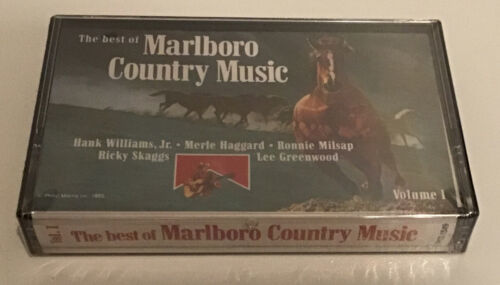 The best of Marlboro
Country Music
Hank Williams, Jr. • Merle Haggard • Ronnie Milsap
Ricky Skaggs Lee Greenwood
Volume I
Vol. I The best of Marlboro Country Music